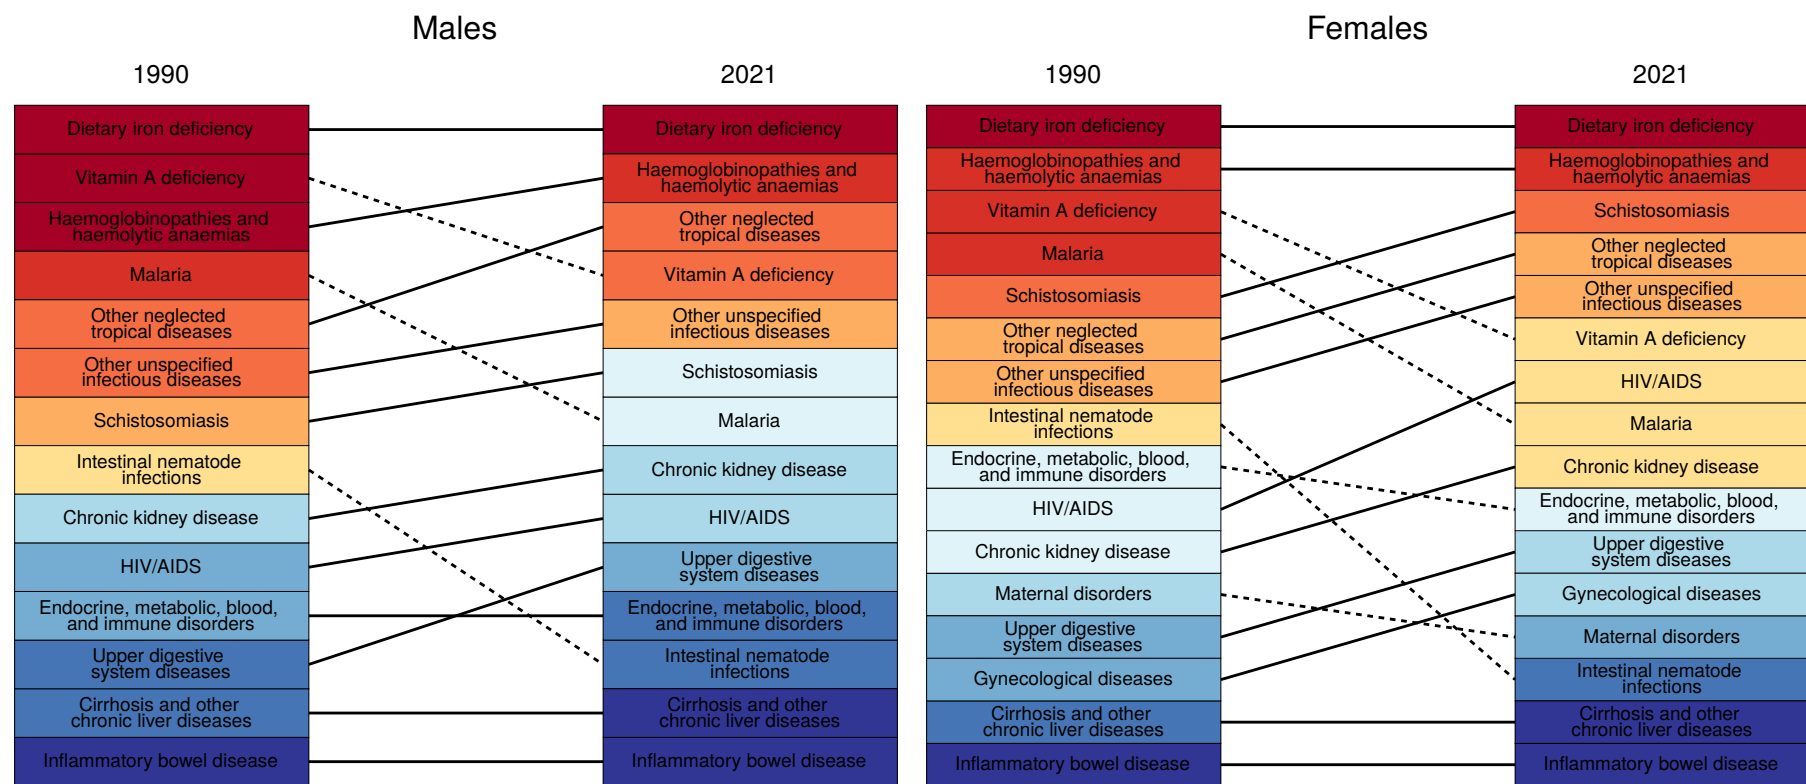 Males
1990
2021
Dietary iron deficiency
Vitamin A deficiency
Haemoglobinopathies and
haemolytic anaemias
Malaria
Other neglected
tropical diseases
Other unspecified
infectious diseases
Schistosomiasis
Intestinal nematode
infections
Chronic kidney disease
HIV/AIDS
Endocrine, metabolic, blood,
and immune disorders
Upper digestive
system diseases
Cirrhosis and other
chronic liver diseases
Inflammatory bowel disease
Dietary iron deficiency
Haemoglobinopathies and
haemolytic anaemias
Other neglected
tropical diseases
Vitamin A deficiency
Other unspecified
infectious diseases
Schistosomiasis
Malaria
Chronic kidney disease
HIV/AIDS
Upper digestive
system diseases
Endocrine, metabolic, blood,
and immune disorders
Intestinal nematode
infections
Cirrhosis and other
chronic liver diseases
Inflammatory bowel disease
Females
1990
2021
Dietary iron deficiency
Haemoglobinopathies and
haemolytic anaemias
Vitamin A deficiency
Malaria
Schistosomiasis
Other neglected
tropical diseases
Other unspecified
infectious diseases
Intestinal nematode
infections
Endocrine, metabolic, blood,
and immune disorders
HIV/AIDS
Chronic kidney disease
Maternal disorders
Upper digestive
system diseases
Gynecological diseases
Cirrhosis and other
chronic liver diseases
Inflammatory bowel disease
Dietary iron deficiency
Haemoglobinopathies and
haemolytic anaemias
Schistosomiasis
Other neglected
tropical diseases
Other unspecified
infectious diseases
Vitamin A deficiency
HIV/AIDS
Malaria
Chronic kidney disease
Endocrine, metabolic, blood,
and immune disorders
Upper digestive
system diseases
Gynecological diseases
Maternal disorders
Intestinal nematode
infections
Cirrhosis and other
chronic liver diseases
Inflammatory bowel disease